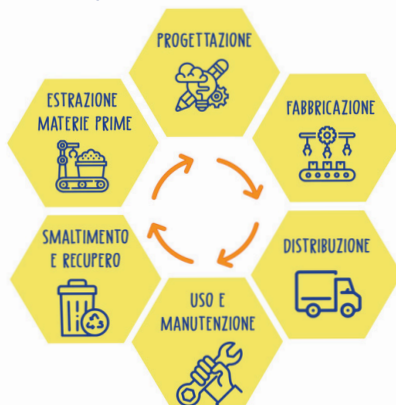 PROGETTAZIONE
ESTRAZIONE
MATERIE PRIME
FABBRICAZIONE
SMALTIMENTO
E RECUPERO
DISTRIBUZIONE
USO E
MANUTENZIONE